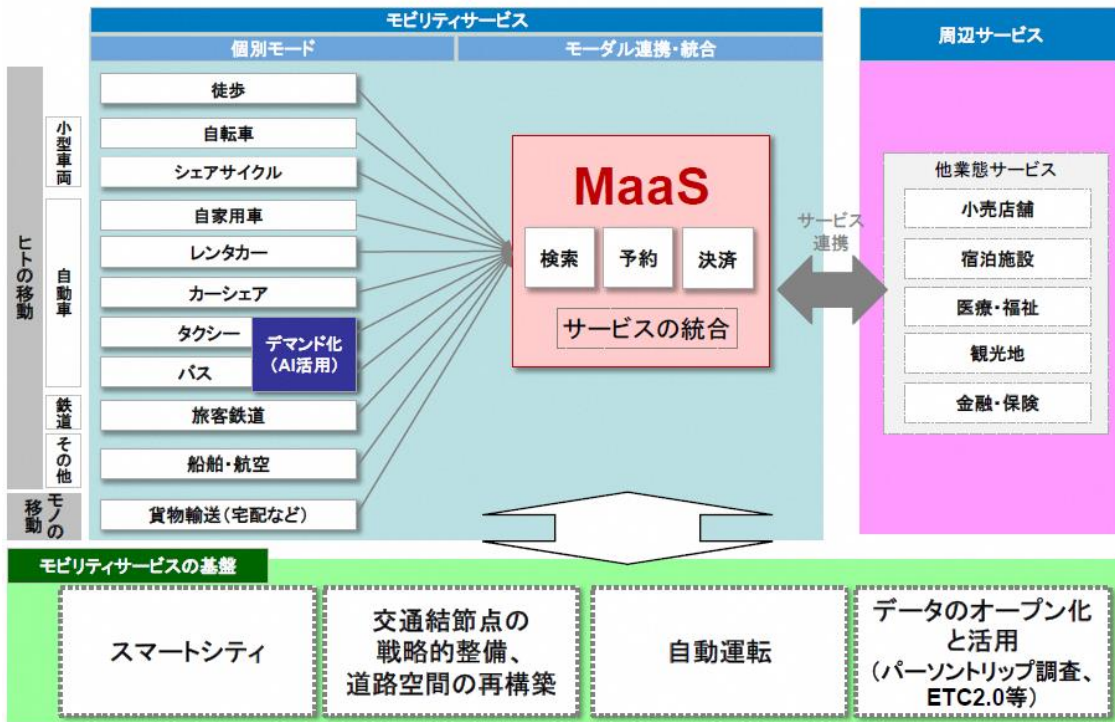 モビリティサービス
個別モード
モーダル連携・統合
周辺サービス
ヒトの移動
小型車両
自動車
鉄道
その他
モノの
移動
徒歩
自転車
シェアサイクル
自家用車
レンタカー
カーシェア
タクシー
バス
デマンド化
（AI活用）
旅客鉄道
船舶・航空
貨物輸送（宅配など）
MaaS
検索
予約
決済
サービスの統合
サービス
連携
他業態サービス
小売店舗
宿泊施設
医療・福祉
観光地
金融・保険
モビリティサービスの基盤
スマートシティ
交通結節点の
戦略的整備、
道路空間の再構築
自動運転
データのオープン化
と活用
（パーソントリップ調査、
ETC2.0等）